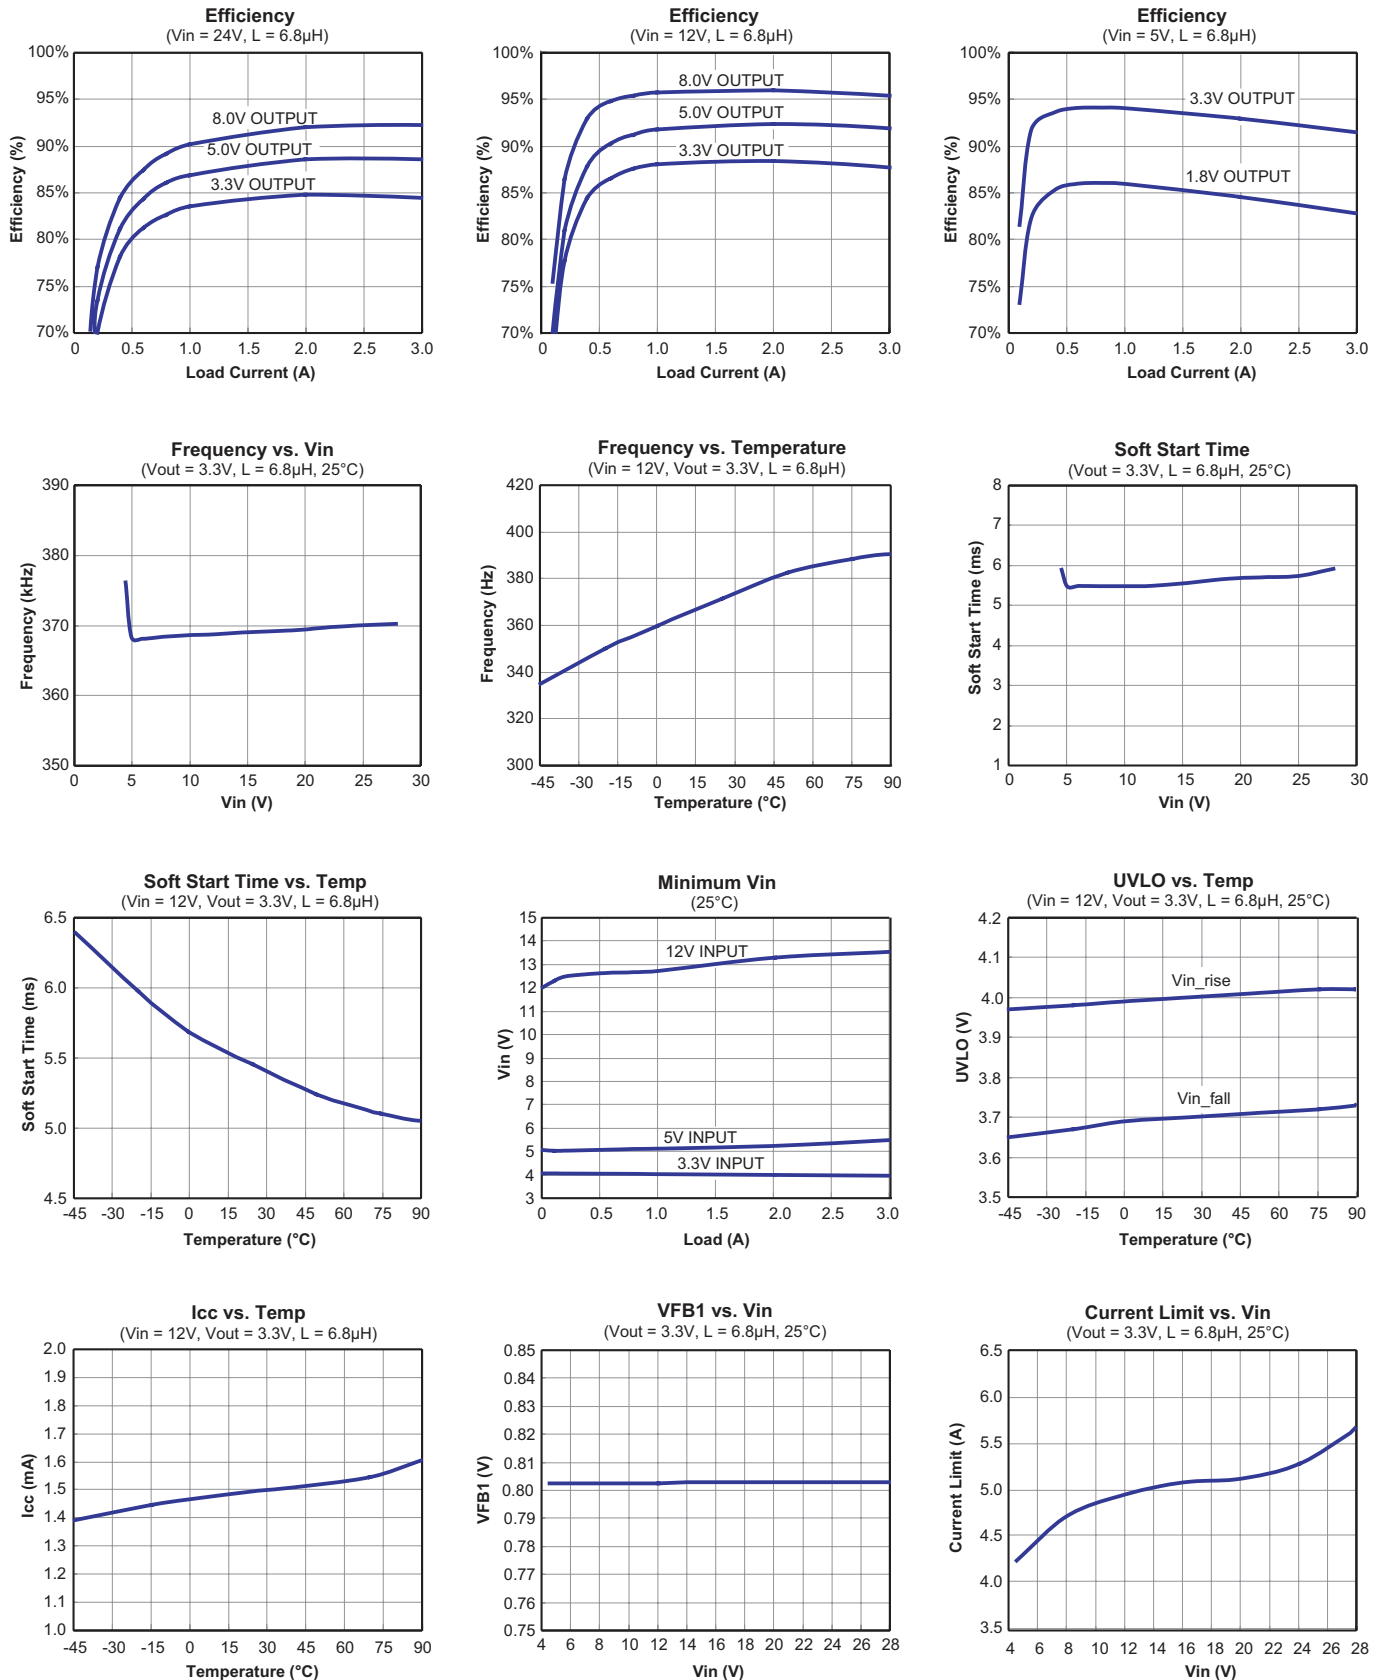 Efficiency
(Vin = 24V, L = 6.8µH)
100%
95%
90%
85%
80%
75%
70%
Efficiency (%)
8.0V OUTPUT
5.0V OUTPUT
3.3V OUTPUT
0 0.5 1.0 1.5 2.0 2.5 3.0
Load Current (A)
Efficiency
(Vin = 12V, L = 6.8µH)
100%
95%
90%
85%
80%
75%
70%
Efficiency (%)
8.0V OUTPUT
5.0V OUTPUT
3.3V OUTPUT
0 0.5 1.0 1.5 2.0 2.5 3.0
Load Current (A)
Efficiency
(Vin = 5V, L = 6.8µH)
100%
95%
90%
85%
80%
75%
70%
Efficiency (%)
3.3V OUTPUT
1.8V OUTPUT
0 0.5 1.0 1.5 2.0 2.5 3.0
Load Current (A)
Frequency vs. Vin
(Vout = 3.3V, L = 6.8µH, 25°C)
390
380
370
360
350
Frequency (kHz)
0 5 10 15 20 25 30
Vin (V)
Frequency vs. Temperature
(Vin = 12V, Vout = 3.3V, L = 6.8µH)
420
400
380
360
340
320
300
Frequency (Hz)
-45 -30 -15 0 15 30 45 60 75 90
Temperature (°C)
Soft Start Time
(Vout = 3.3V, L = 6.8µH, 25°C)
8
7
6
5
4
3
2
1
Soft Start Time (ms)
0 5 10 15 20 25 30
Vin (V)
Soft Start Time vs. Temp
(Vin = 12V, Vout = 3.3V, L = 6.8µH)
6.5
6.0
5.5
5.0
4.5
Soft Start Time (ms)
-45 -30 -15 0 15 30 45 60 75 90
Temperature (°C)
Minimum Vin
(25°C)
15
14
13
12
11
10
9
8
7
6
5
4
3
Vin (V)
12V INPUT
5V INPUT
3.3V INPUT
0 0.5 1.0 1.5 2.0 2.5 3.0
Load (A)
UVLO vs. Temp
(Vin = 12V, Vout = 3.3V, L = 6.8µH, 25°C)
4.2
4.1
4.0
3.9
3.8
3.7
3.6
3.5
UVLO (V)
Vin_rise
Vin_fall
-45 -30 -15 0 15 30 45 60 75 90
Temperature (°C)
Icc vs. Temp
(Vin = 12V, Vout = 3.3V, L = 6.8µH)
2.0
1.9
1.8
1.7
1.6
1.5
1.4
1.3
1.2
1.1
1.0
Icc (mA)
-45 -30 -15 0 15 30 45 60 75 90
Temperature (°C)
VFB1 vs. Vin
(Vout = 3.3V, L = 6.8µH, 25°C)
0.85
0.84
0.83
0.82
0.81
0.80
0.79
0.78
0.77
0.76
0.75
VFB1 (V)
4 6 8 10 12 14 16 18 20 22 24 26 28
Vin (V)
Current Limit vs. Vin
(Vout = 3.3V, L = 6.8µH, 25°C)
6.5
6.0
5.5
5.0
4.5
4.0
3.5
Current Limit (A)
4 6 8 10 12 14 16 18 20 22 24 26 28
Vin (V)